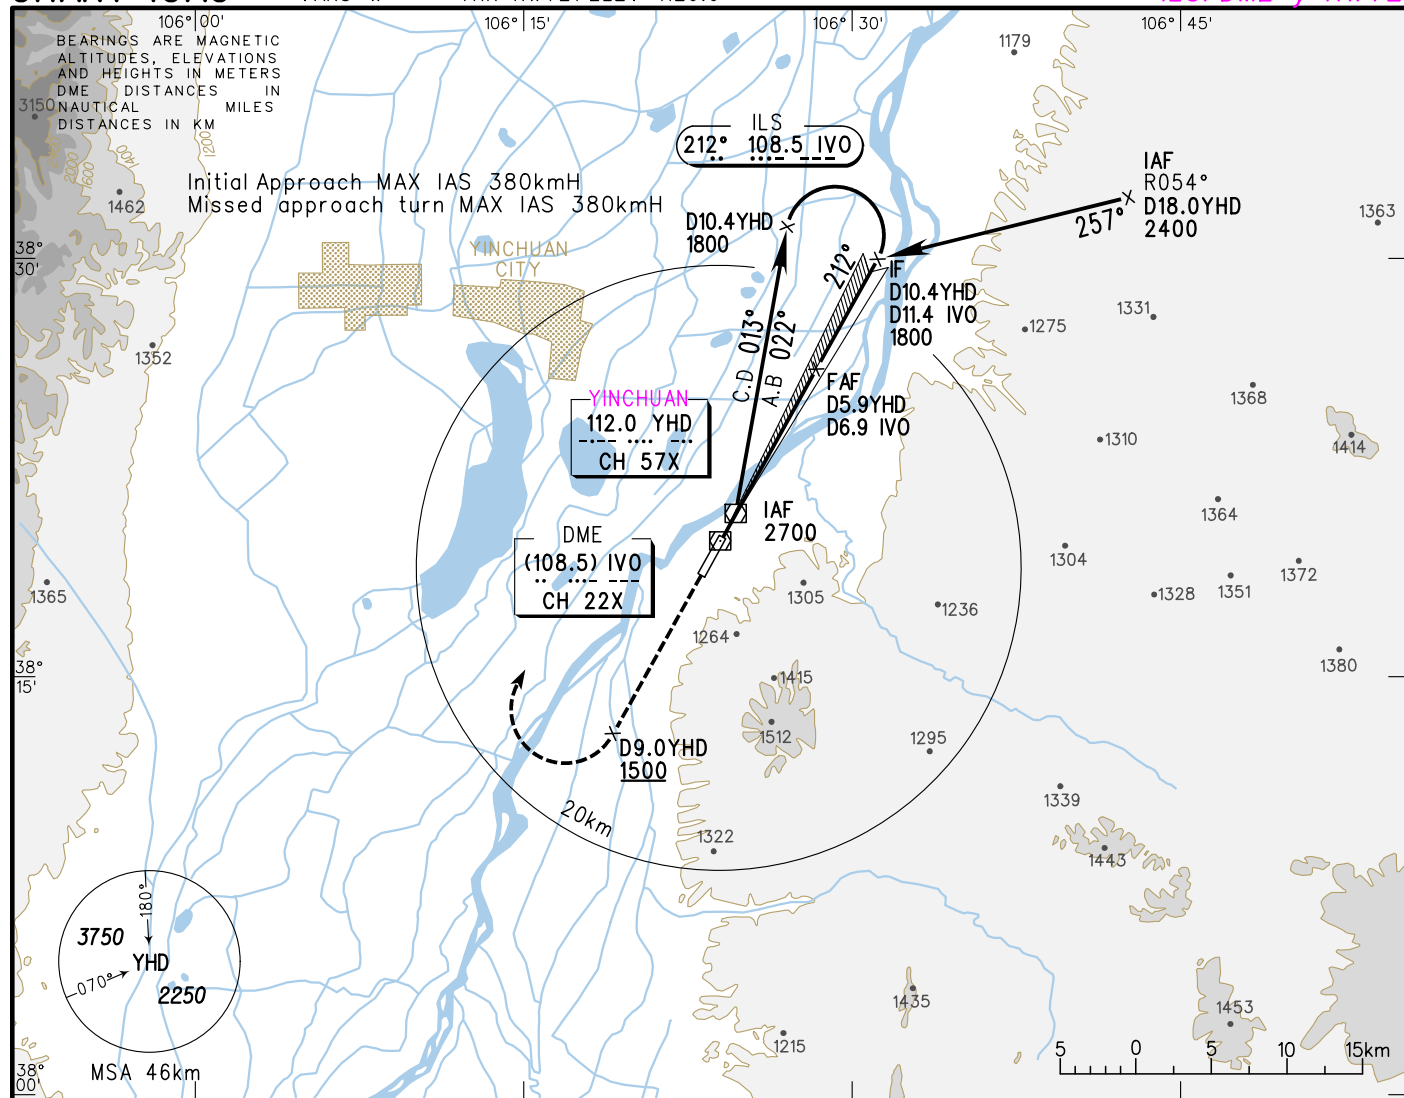 106° 00'
106° 15'
106° 30'
106° 45'
BEARINGS ARE MAGNETIC
ALTITUDES, ELEVATIONS
AND HEIGHTS IN METERS
DME DISTANCES IN
NAUTICAL MILES
DISTANCES IN KM
3150
2000
1600
1400
1200
1462
1352
1365
Initial Approach MAX IAS 380kmH
Missed approach turn MAX IAS 380kmH
YINCHUAN
CITY
ILS
212° 108.5 IVO
D10.4YHD
1800
212°
IAF
R054°
D18.0YHD
2400
257°
IF
D10.4YHD
D11.4 IVO
1800
C.D 013°
A.B 022°
FAF
D5.9YHD
D6.9 IVO
YINCHUAN
112.0 YHD
CH 57X
IAF
2700
DME
(108.5) IVO
CH 22X
D9.0YHD
1500
20km
1179
1363
1275
1331
1368
1310
1414
1364
1304
1328
1351
1372
1380
1305
1236
1264
1415
1512
1295
1339
1322
1443
1435
1453
1215
38°
30'
38°
15'
38°
00'
180°
3750
YHD
070°
2250
MSA 46km
5 0 5 10 15km